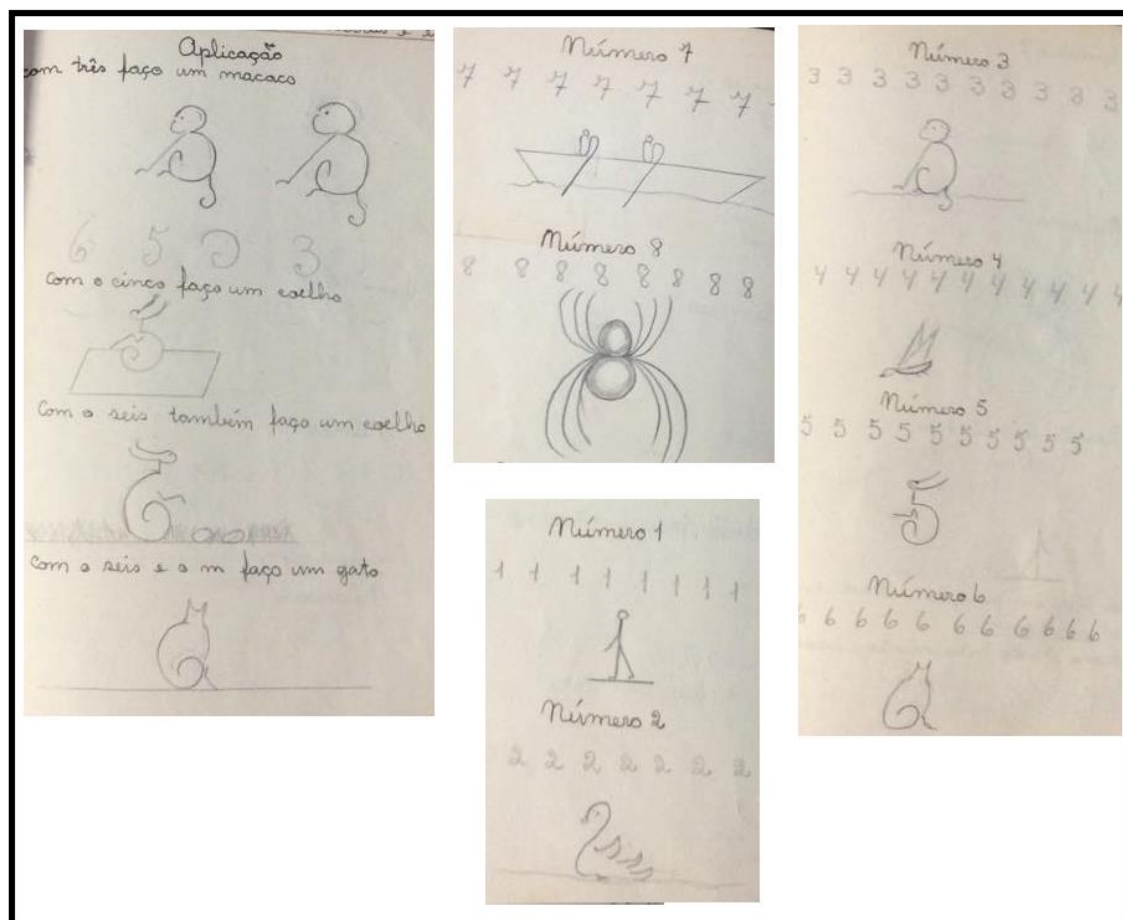 Aplicação
com três faço um macaco
6 5 3
com o cinco faço um coelho
Com o seis também faço um coelho
Com o seis e o m faço um gato
Número 7
7 7 7 7 7 7 7
Número 8
8 8 8 8 8 8 8 8
Número 1
1 1 1 1 1 1 1 1
Número 2
2 2 2 2 2 2 2
Número 3
3 3 3 3 3 3 3 3 3 3
Número 4
4 4 4 4 4 4 4 4 4 4 4
Número 5
5 5 5 5 5 5 5 5 5 5
Número 6
6 6 6 6 6 6 6 6 6 6 6